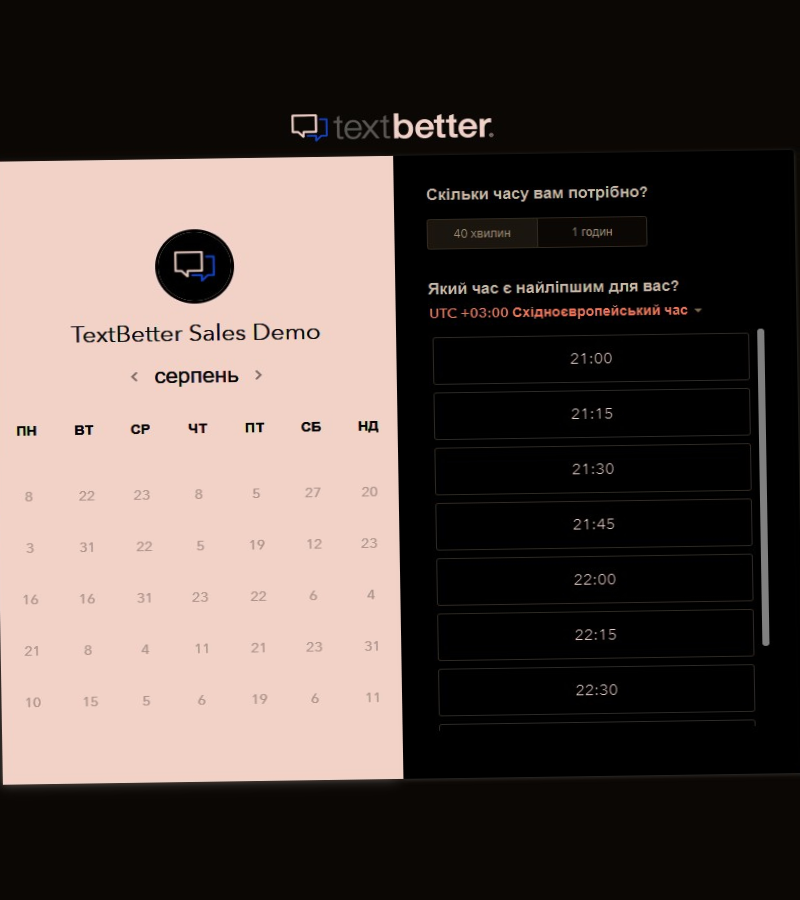 textbetter.
TextBetter Sales Demo
серпень
ПН ВТ СР ЧТ ПТ СБ НД
8 22 23 8 5 27 20
3 31 22 5 19 12 23
16 16 31 23 22 6 4
21 8 4 11 21 23 31
10 15 5 6 19 6 11
Скільки часу вам потрібно?
40 хвилин 1 годин
Який час є найліпшим для вас?
UTC +03:00 Східноєвропейський час
21:00
21:15
21:30
21:45
22:00
22:15
22:30